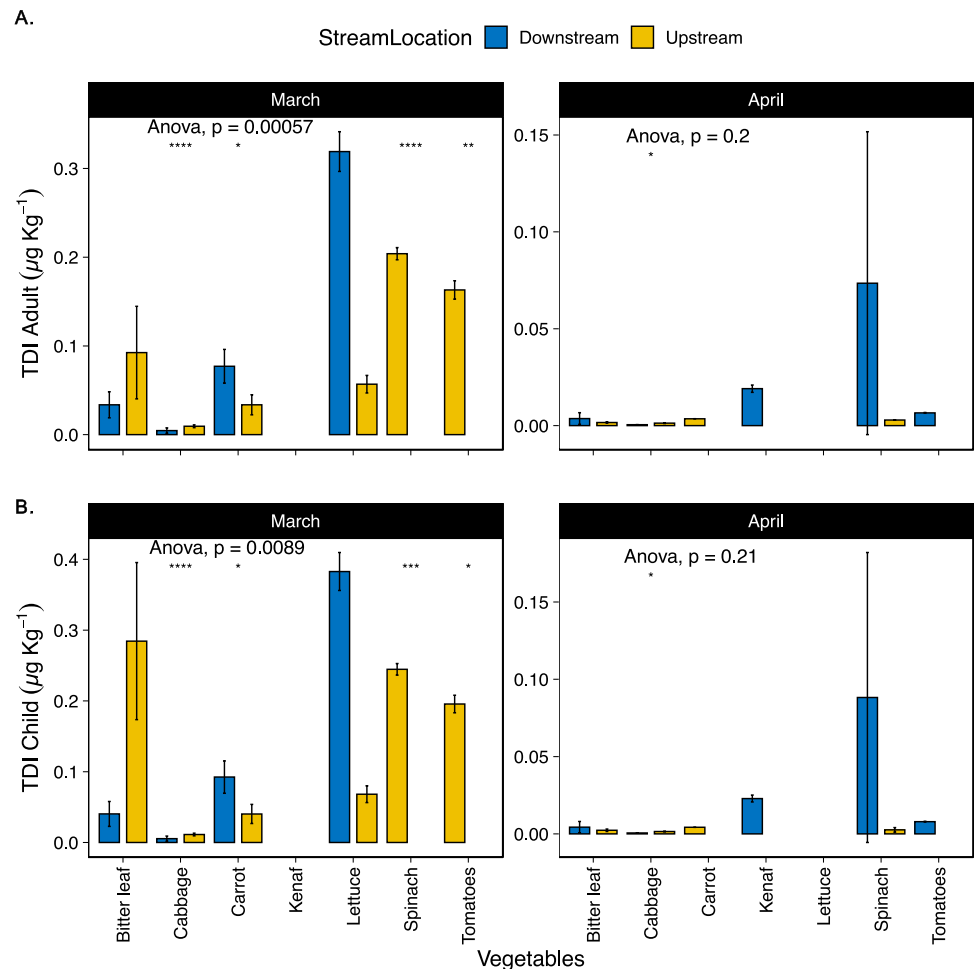 A.
StreamLocation Downstream Upstream
March April
Anova, p = 0.00057
**** * **** **
Anova, p = 0.2
*
TDI Adult (µg Kg⁻¹)
0.3
0.2
0.1
0.0
0.15
0.10
0.05
0.00
B.
March April
Anova, p = 0.0089
**** * *** *
Anova, p = 0.21
*
TDI Child (µg Kg⁻¹)
0.4
0.3
0.2
0.1
0.0
0.15
0.10
0.05
0.00
Bitter leaf Cabbage Carrot Kenaf Lettuce Spinach Tomatoes
Bitter leaf Cabbage Carrot Kenaf Lettuce Spinach Tomatoes
Vegetables